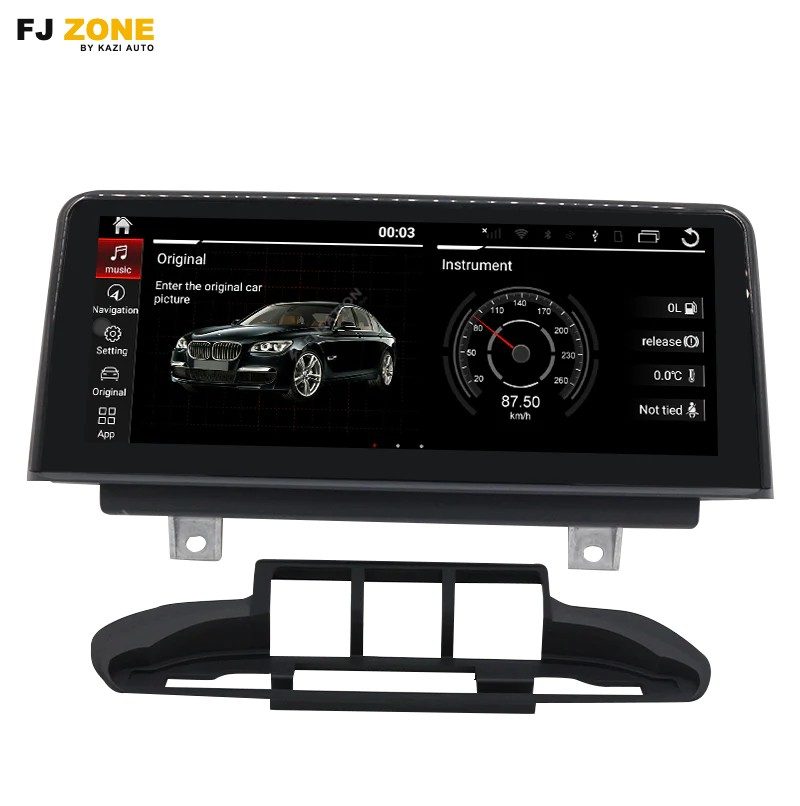 FJ ZONE
BY KAZI AUTO
00:03
music
Navigation
Setting
Original
App
Original
Enter the original car
picture
Instrument
20
50
80
110
140
170
200
230
260
87.50
km/h
0L
release
0.0℃
Not tied